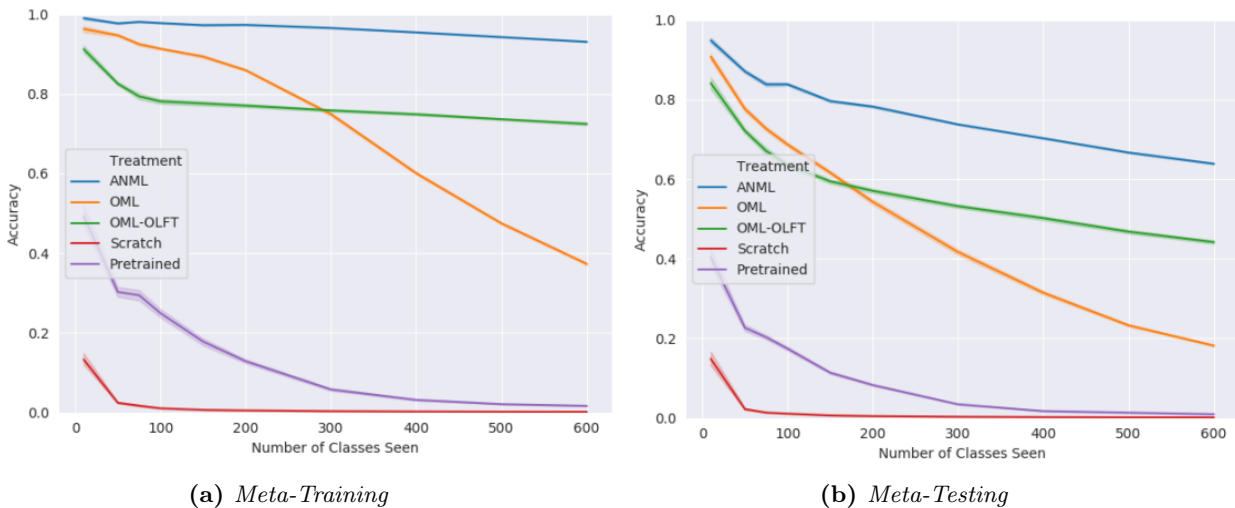 1.0
0.8
0.6
0.4
0.2
0.0
Accuracy
Treatment
ANML
OML
OML-OLFT
Scratch
Pretrained
0 100 200 300 400 500 600
Number of Classes Seen
(a) Meta-Training
1.0
0.8
0.6
0.4
0.2
0.0
Accuracy
Treatment
ANML
OML
OML-OLFT
Scratch
Pretrained
0 100 200 300 400 500 600
Number of Classes Seen
(b) Meta-Testing